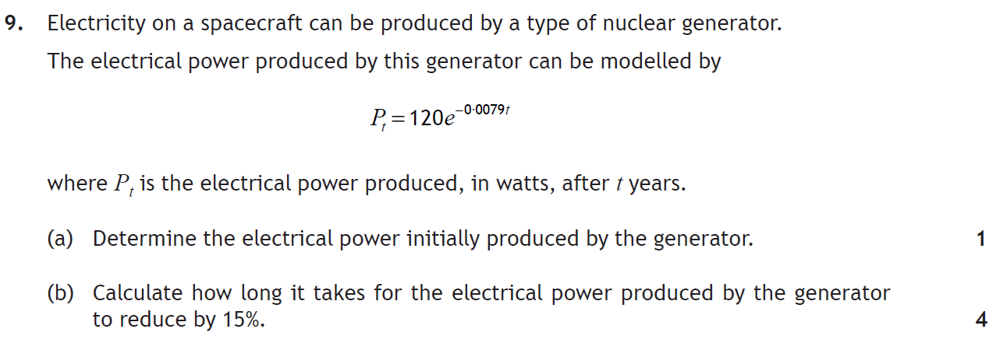 9. Electricity on a spacecraft can be produced by a type of nuclear generator.
The electrical power produced by this generator can be modelled by
Pₜ = 120e^(−0·0079t)
where Pₜ is the electrical power produced, in watts, after t years.
(a) Determine the electrical power initially produced by the generator. 1
(b) Calculate how long it takes for the electrical power produced by the generator
to reduce by 15%. 4